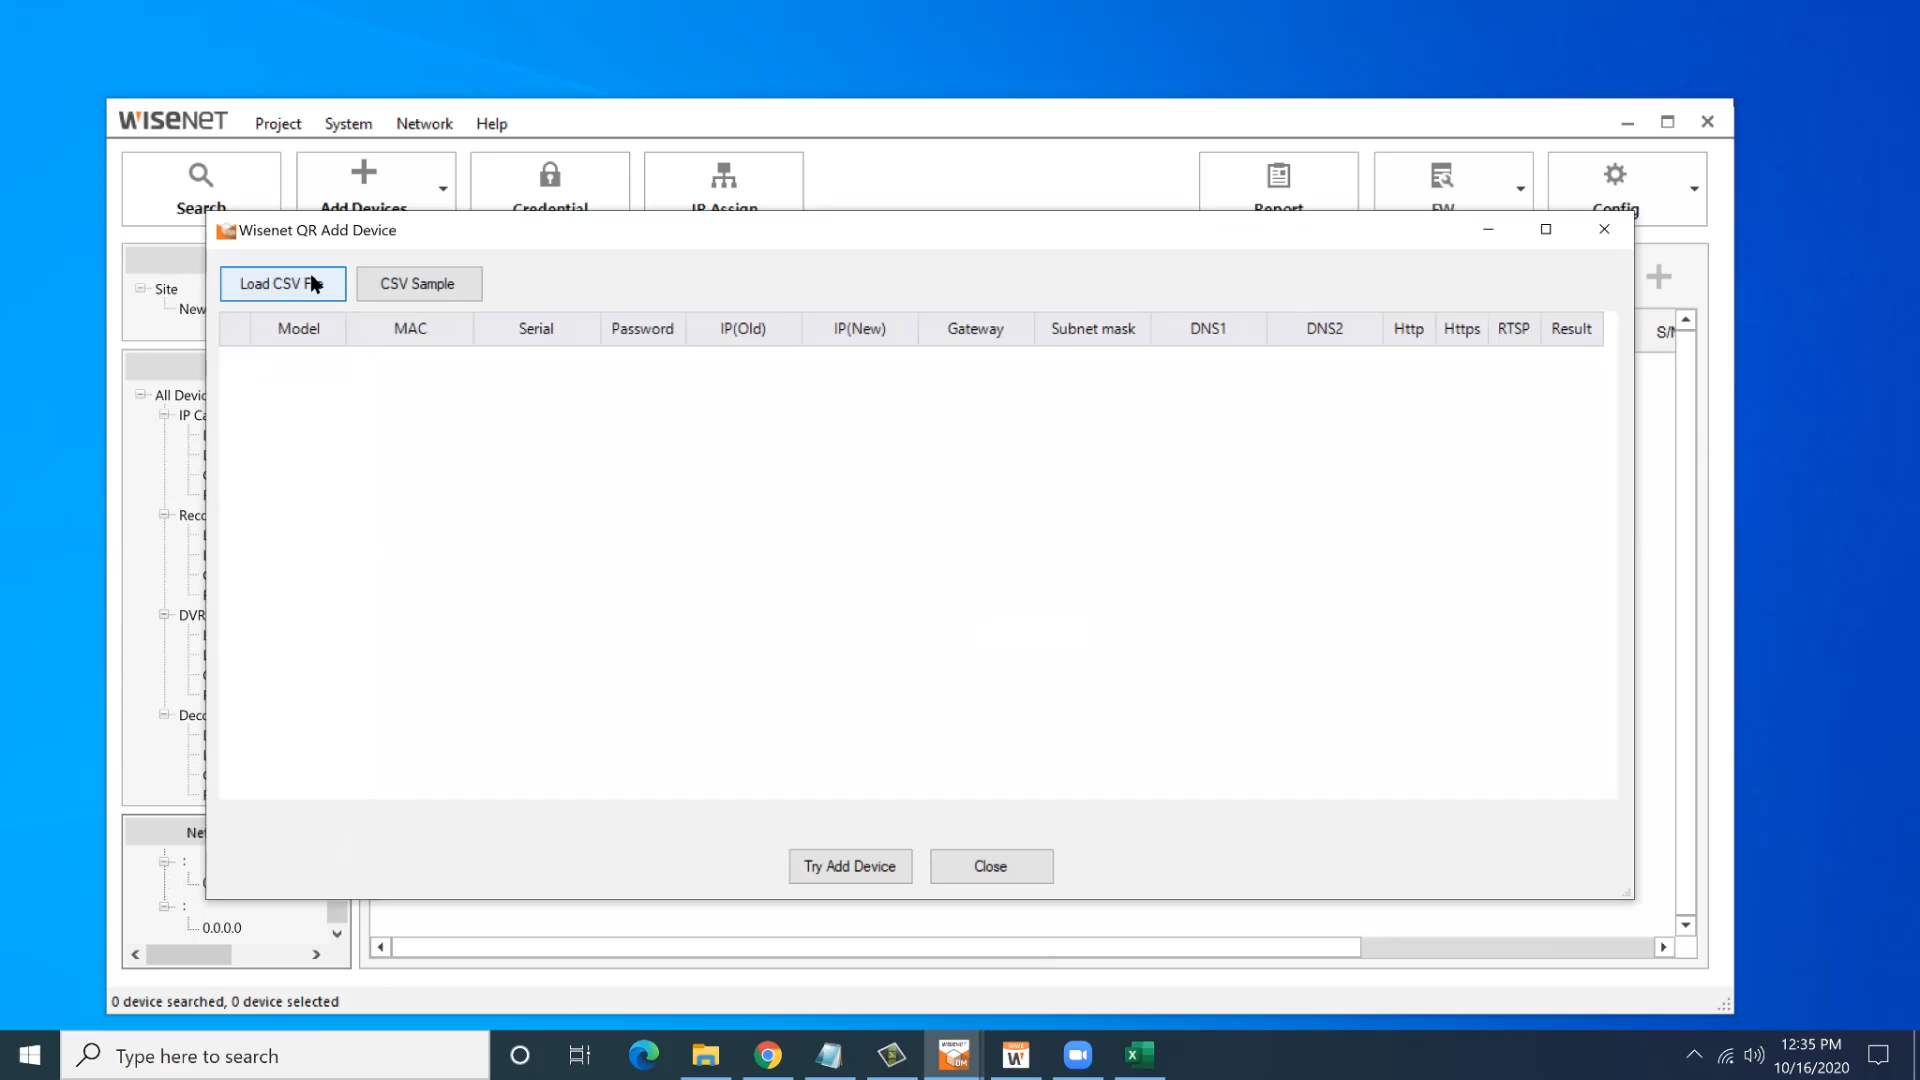 WISENET Project System Network Help
Search Add Devices Credential IP Assign Report FW Config
Wisenet QR Add Device
Load CSV CSV Sample
Site
New
Model MAC Serial Password IP(Old) IP(New) Gateway Subnet mask DNS1 DNS2 Http Https RTSP Result
All Devic
IP Ca
Reco
DVR
Deco
Net
:
:
0.0.0.0
Try Add Device Close
0 device searched, 0 device selected
Type here to search
12:35 PM
10/16/2020